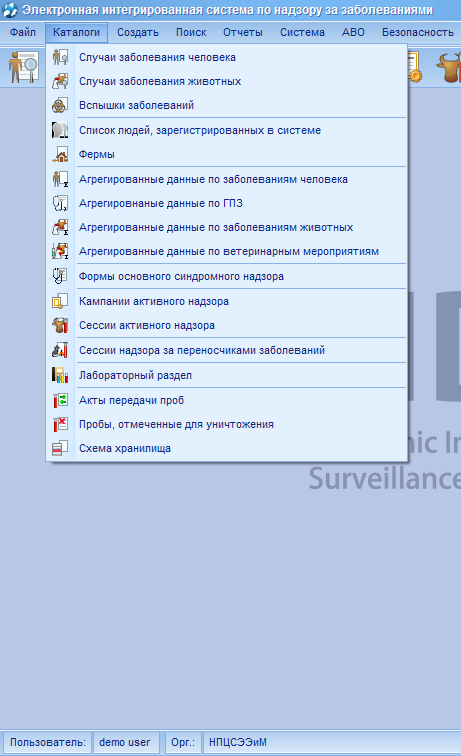 Электронная интегрированная система по надзору за заболеваниями
Файл Каталоги Создать Поиск Отчеты Система АВО Безопасность
Случаи заболевания человека
Случаи заболевания животных
Вспышки заболеваний
Список людей, зарегистрированных в системе
Фермы
Агрегированные данные по заболеваниям человека
Агрегированные данные по ГПЗ
Агрегированные данные по заболеваниям животных
Агрегированные данные по ветеринарным мероприятиям
Формы основного синдромного надзора
Кампании активного надзора
Сессии активного надзора
Сессии надзора за переносчиками заболеваний
Лабораторный раздел
Акты передачи проб
Пробы, отмеченные для уничтожения
Схема хранилища
nic In
Surveillance
Пользователь: demo user Орг.: НПЦСЭЭиМ